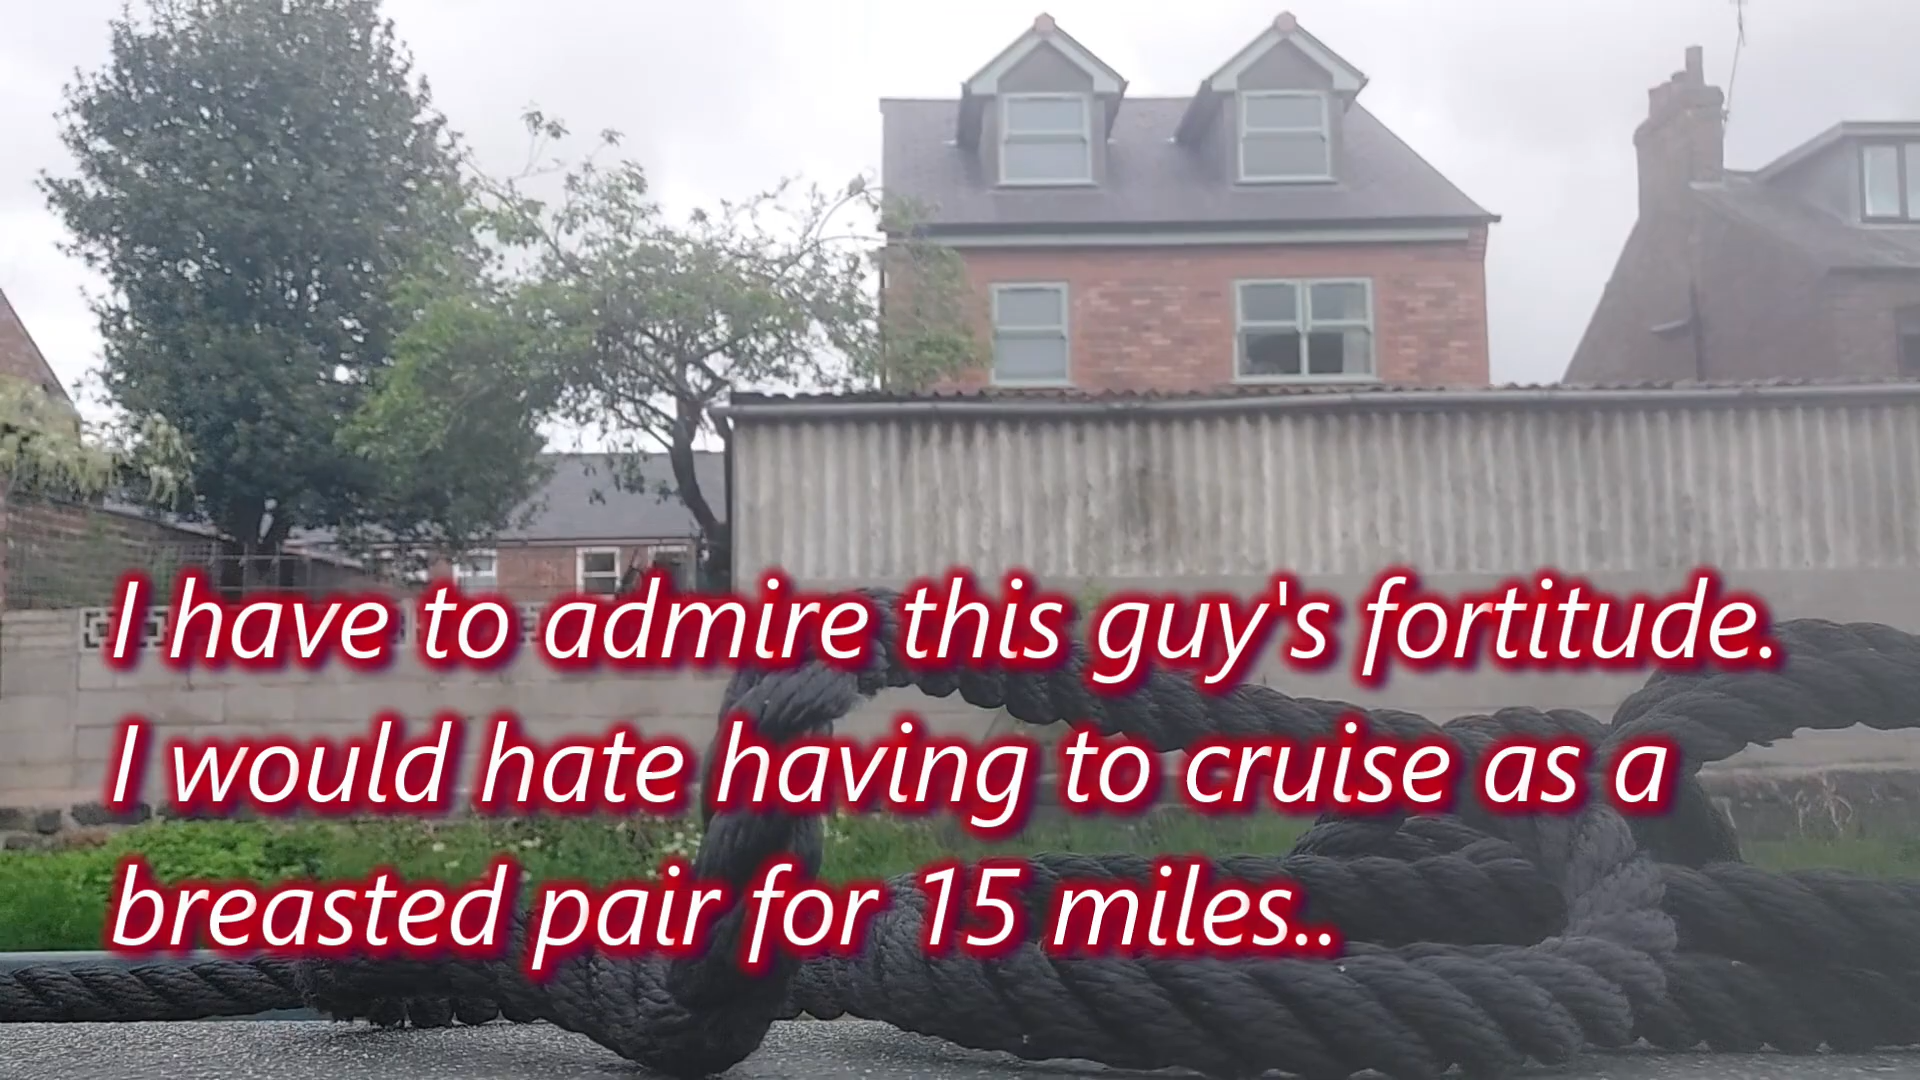 I have to admire this guy's fortitude.
I would hate having to cruise as a
breasted pair for 15 miles..